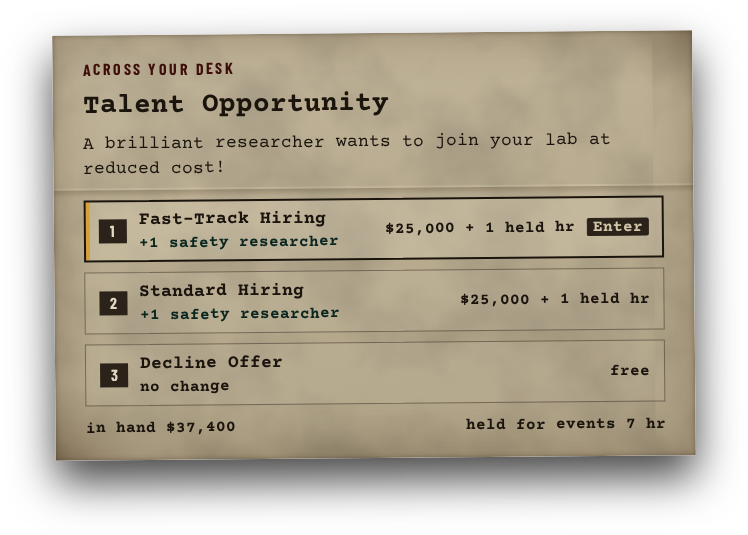 ACROSS YOUR DESK
Talent Opportunity
A brilliant researcher wants to join your lab at
reduced cost!
1 Fast-Track Hiring $25,000 + 1 held hr Enter
+1 safety researcher
2 Standard Hiring $25,000 + 1 held hr
+1 safety researcher
3 Decline Offer free
no change
in hand $37,400 held for events 7 hr